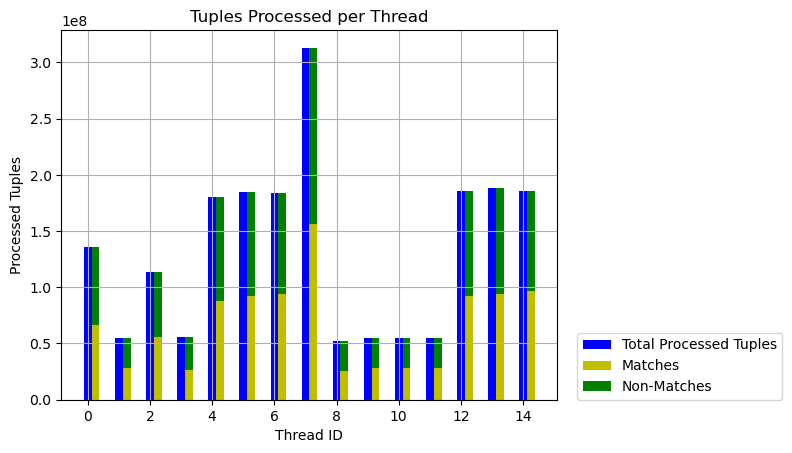 Tuples Processed per Thread
1e8
3.0
2.5
2.0
1.5
1.0
0.5
0.0
Processed Tuples
0 2 4 6 8 10 12 14
Thread ID
Total Processed Tuples
Matches
Non-Matches